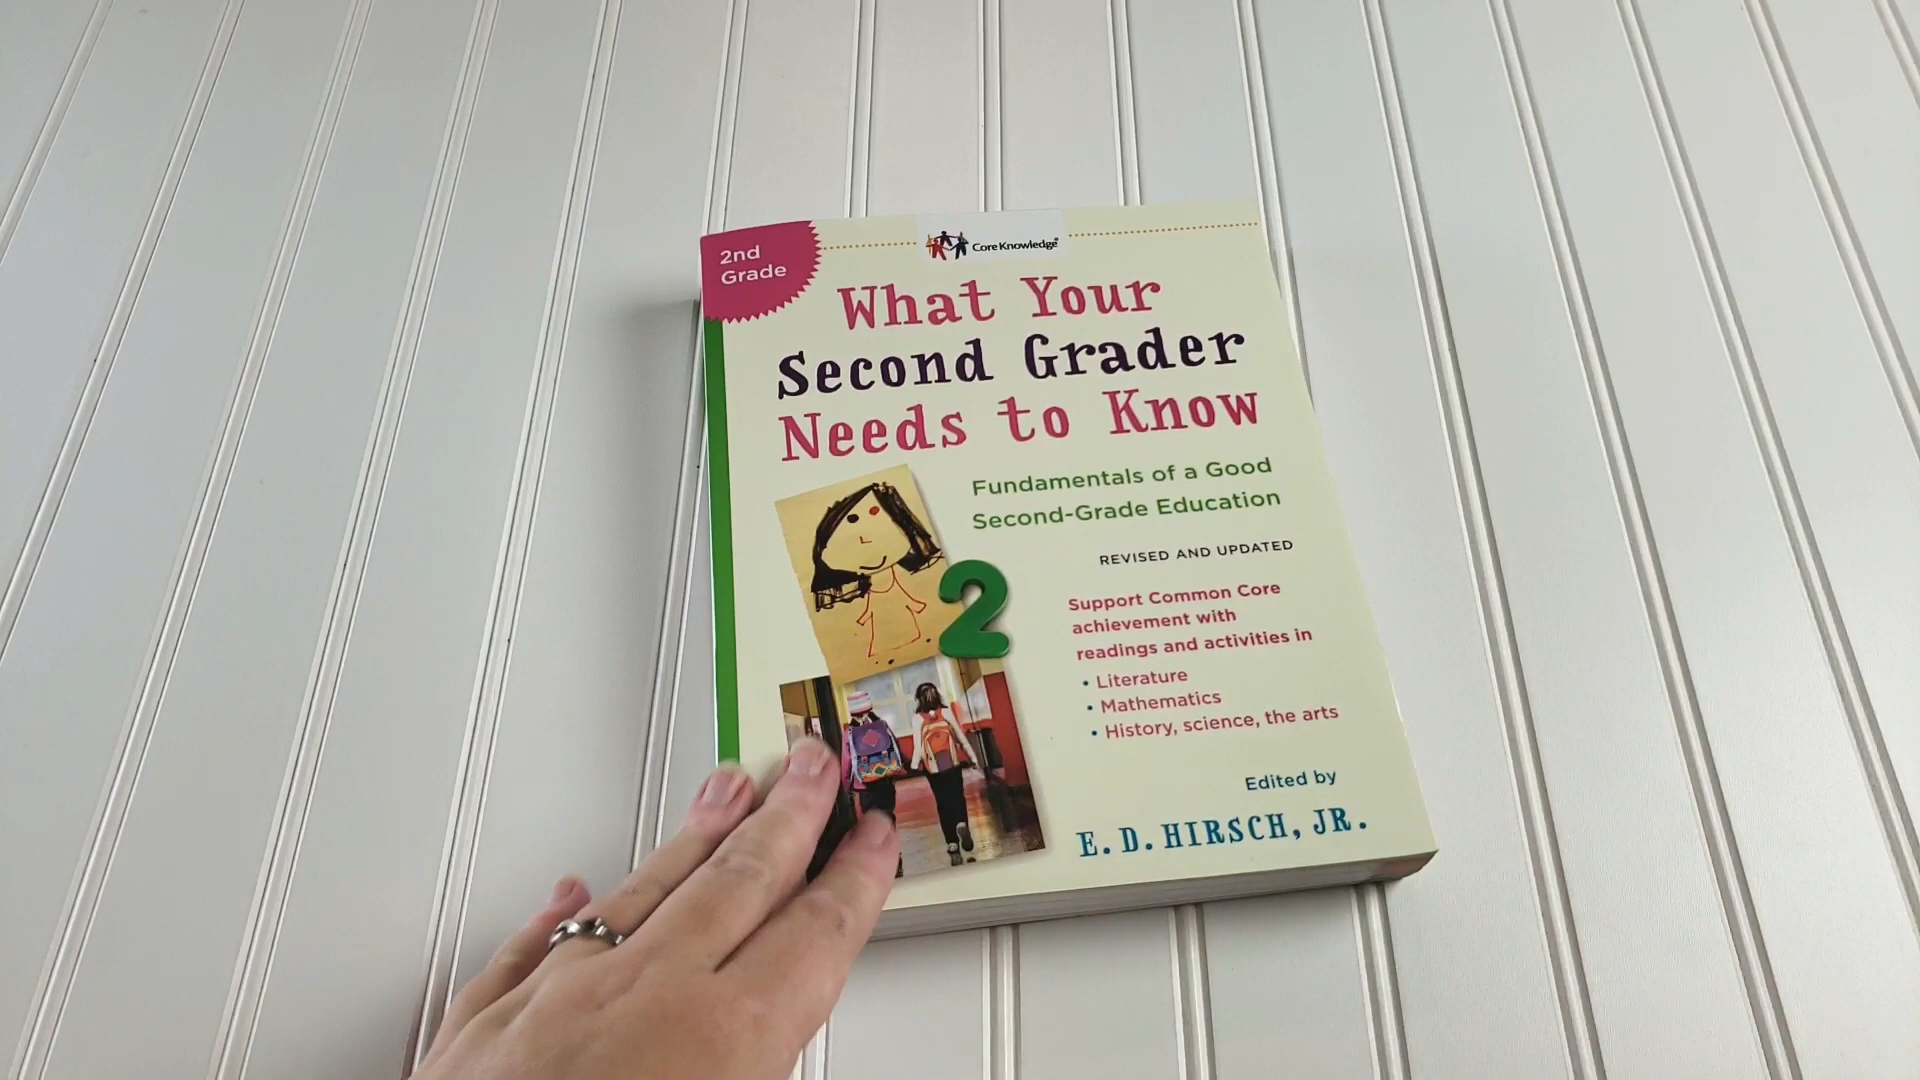 2nd
Grade
CoreKnowledge®
What Your
Second Grader
Needs to Know
Fundamentals of a Good
Second-Grade Education
REVISED AND UPDATED
2
Support Common Core
achievement with
readings and activities in
• Literature
• Mathematics
• History, science, the arts
Edited by
E. D. HIRSCH, JR.